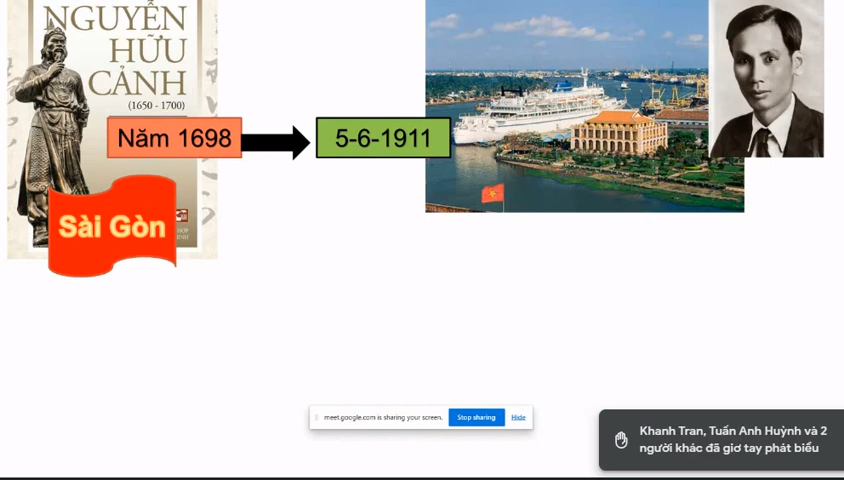 NGUYỄN
HỮU
CẢNH
(1650 - 1700)
Năm 1698
5-6-1911
Sài Gòn
meet.google.com is sharing your screen.
Stop sharing
Hide
Khanh Tran, Tuấn Anh Huỳnh và 2
người khác đã giơ tay phát biểu